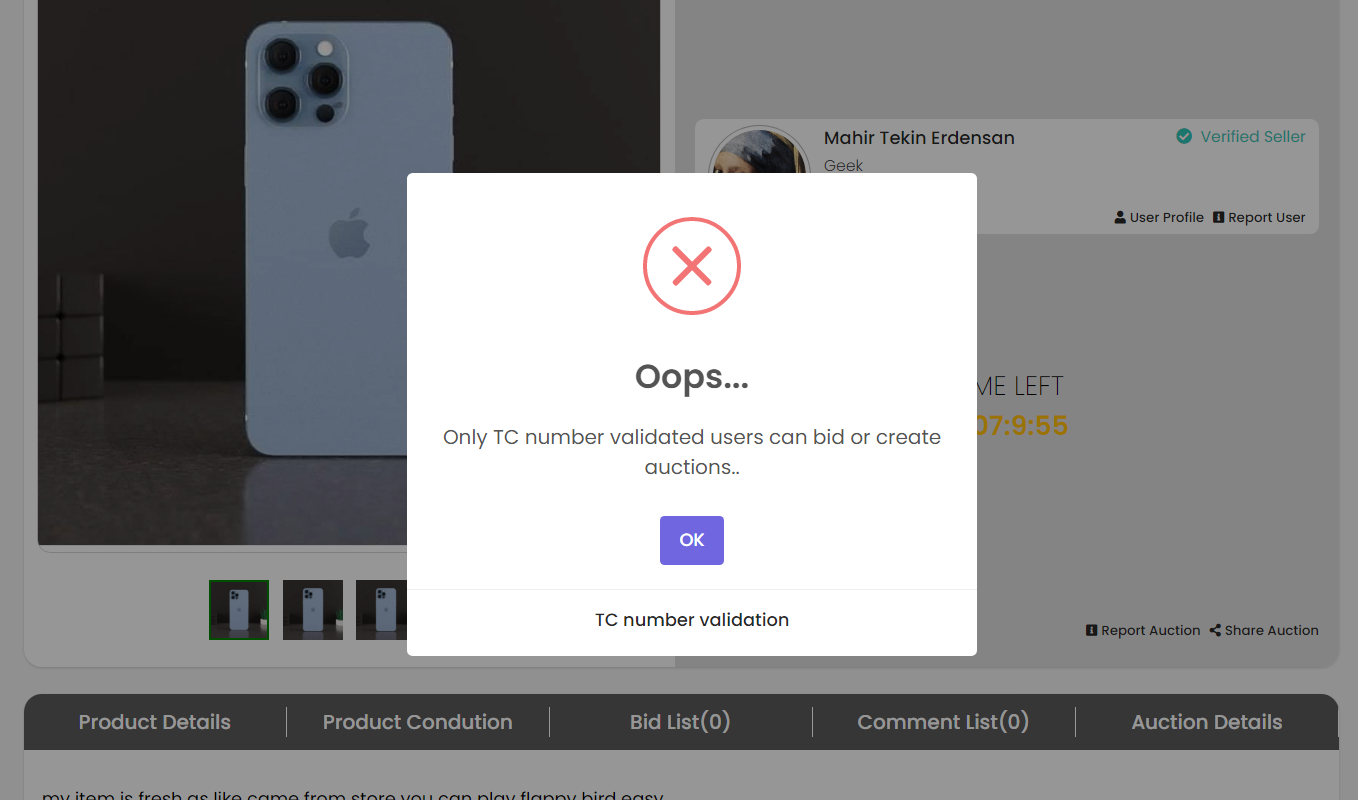 Mahir Tekin Erdensan
Verified Seller
Geek
User Profile
Report User
Oops...
Only TC number validated users can bid or create
auctions..
OK
TC number validation
ME LEFT
07:9:55
Report Auction
Share Auction
Product Details
Product Condution
Bid List(0)
Comment List(0)
Auction Details
my item is fresh as like came from store you can play flappy bird easy